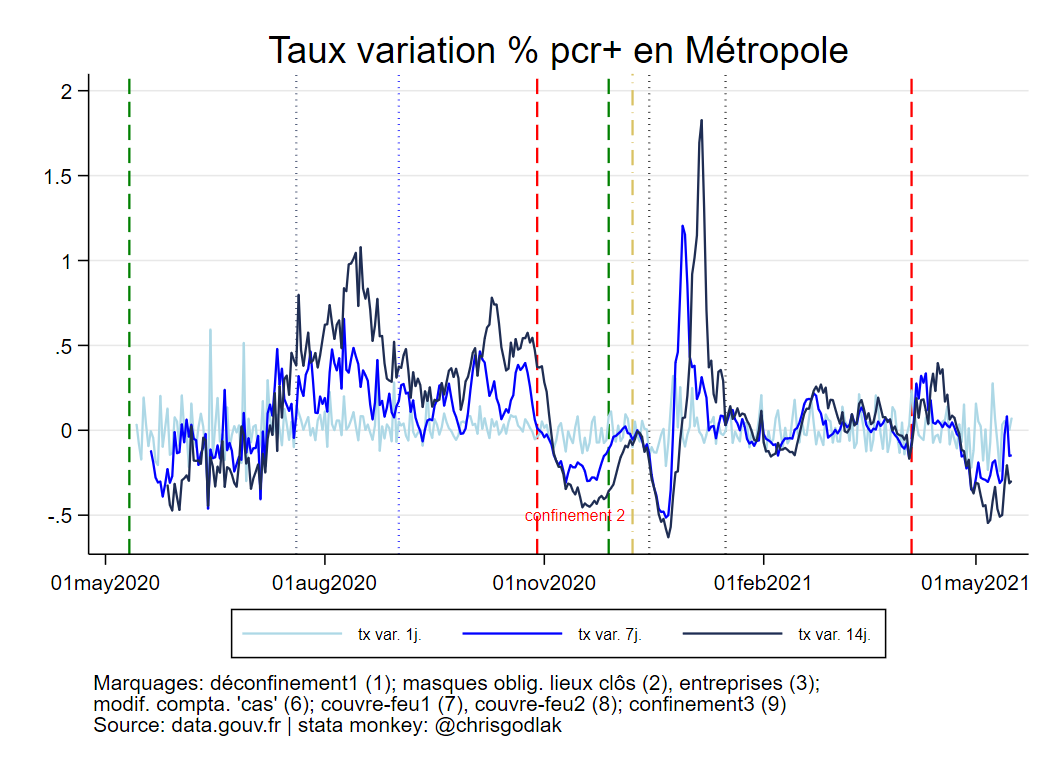 Taux variation % pcr+ en Métropole
2
1.5
1
.5
0
-.5
confinement 2
01may2020 01aug2020 01nov2020 01feb2021 01may2021
tx var. 1j. tx var. 7j. tx var. 14j.
Marquages: déconfinement1 (1); masques oblig. lieux clôs (2), entreprises (3);
modif. compta. 'cas' (6); couvre-feu1 (7), couvre-feu2 (8); confinement3 (9)
Source: data.gouv.fr | stata monkey: @chrisgodlak